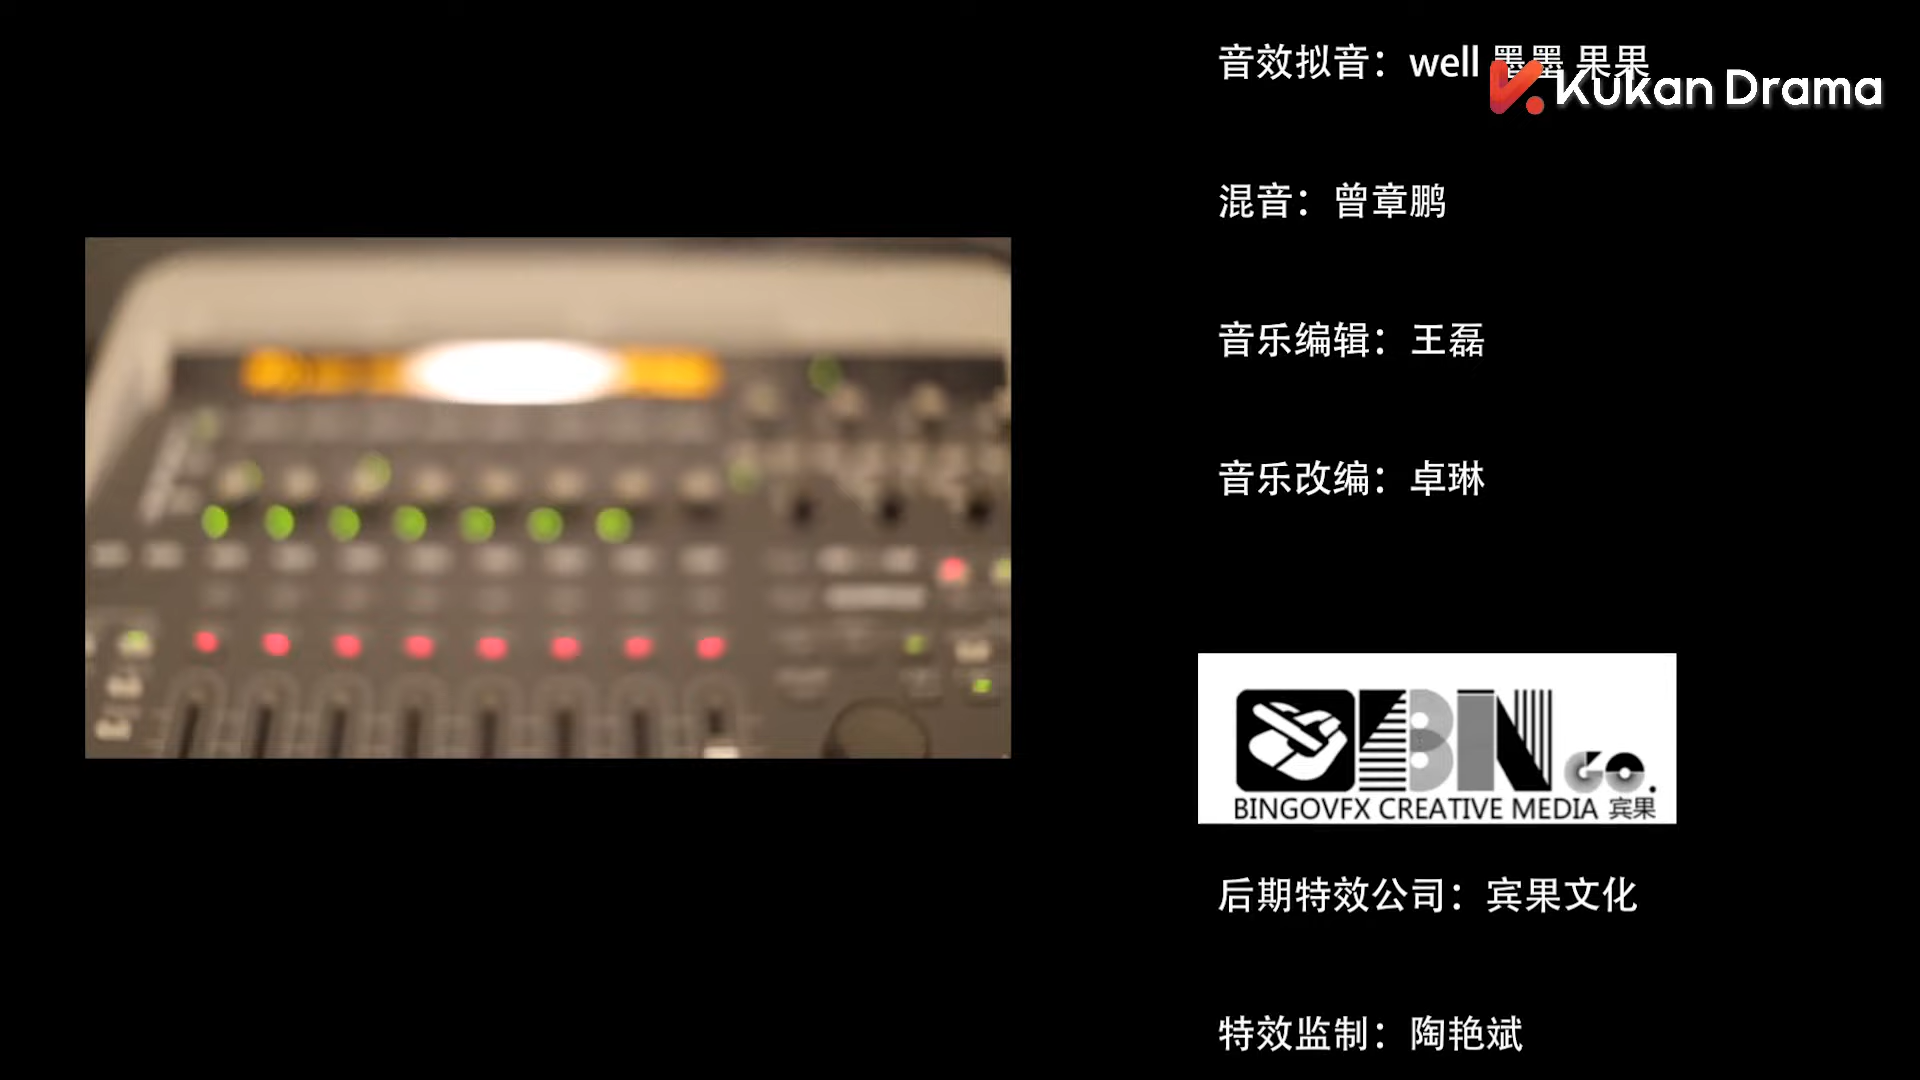 音效拟音：well 墨墨 果果
Kukan Drama
混音：曾章鹏
音乐编辑：王磊
音乐改编：卓琳
BN co.
BINGOVFX CREATIVE MEDIA 宾果
后期特效公司：宾果文化
特效监制：陶艳斌